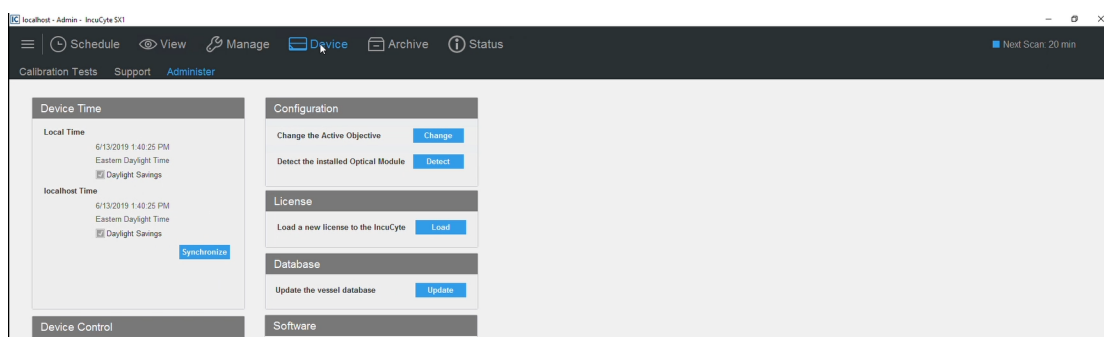 IC localhost - Admin - IncuCyte SX1
Schedule View Manage Device Archive Status Next Scan: 20 min
Calibration Tests Support Administer
Device Time
Local Time
6/13/2019 1:40:25 PM
Eastern Daylight Time
Daylight Savings
localhost Time
6/13/2019 1:40:25 PM
Eastern Daylight Time
Daylight Savings
Synchronize
Device Control
Configuration
Change the Active Objective Change
Detect the installed Optical Module Detect
License
Load a new license to the IncuCyte Load
Database
Update the vessel database Update
Software